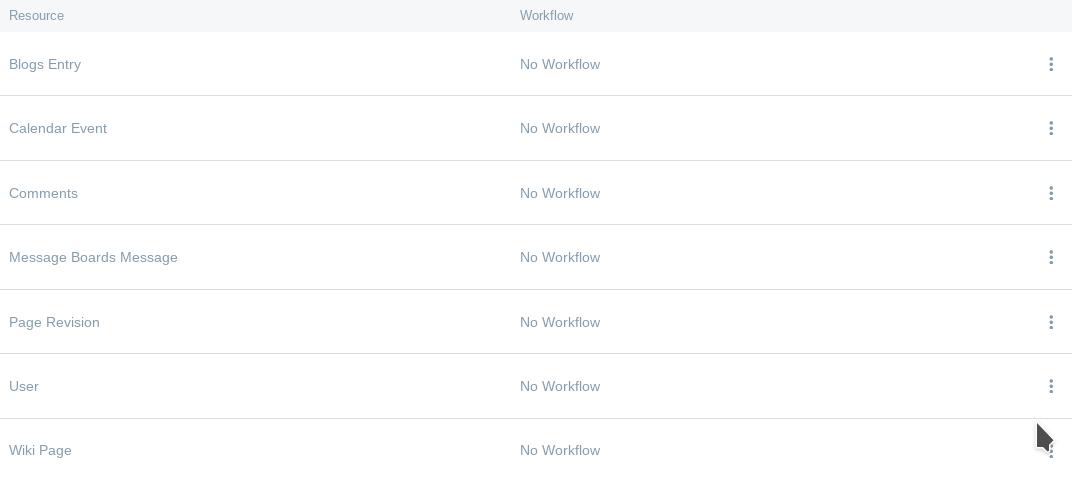 Resource Workflow
Blogs Entry No Workflow
Calendar Event No Workflow
Comments No Workflow
Message Boards Message No Workflow
Page Revision No Workflow
User No Workflow
Wiki Page No Workflow